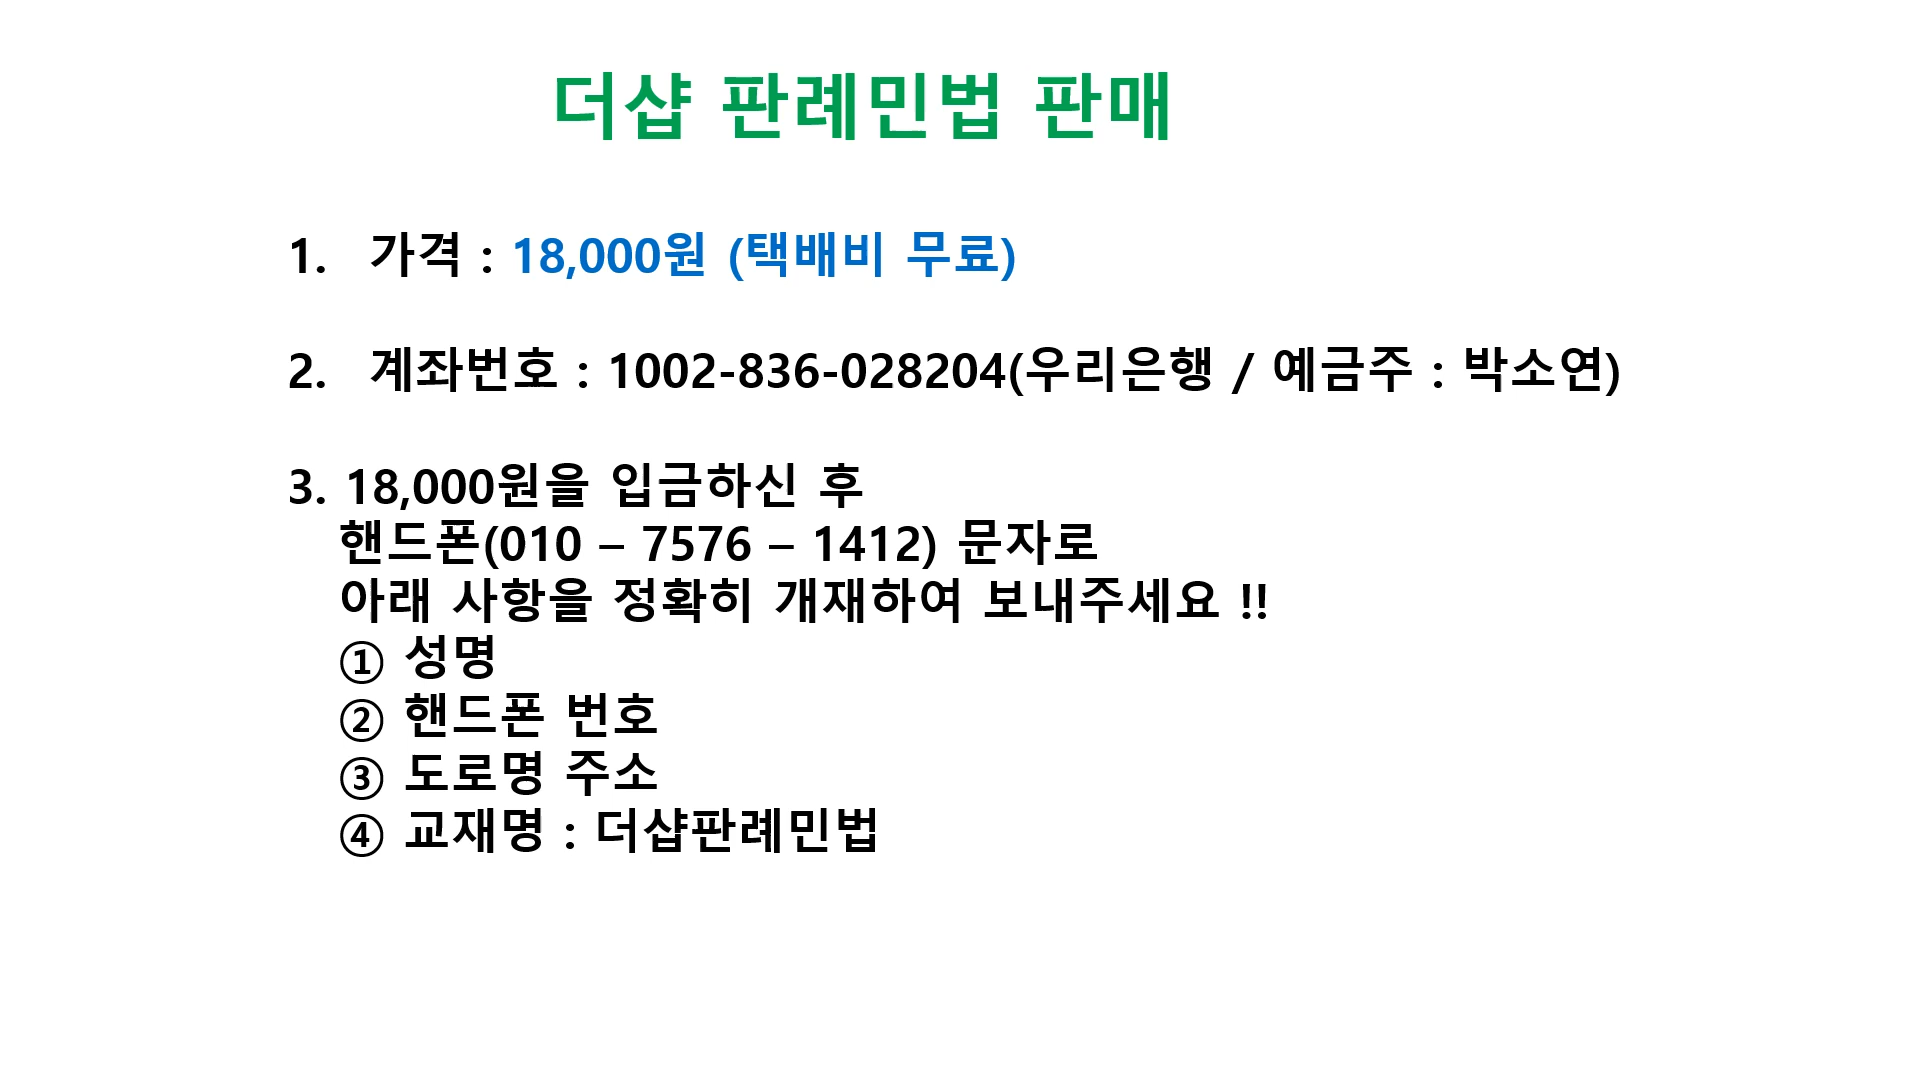 더샵 판례민법 판매
1. 가격 : 18,000원 (택배비 무료)
2. 계좌번호 : 1002-836-028204(우리은행 / 예금주 : 박소연)
3. 18,000원을 입금하신 후
핸드폰(010 – 7576 – 1412) 문자로
아래 사항을 정확히 개재하여 보내주세요 !!
① 성명
② 핸드폰 번호
③ 도로명 주소
④ 교재명 : 더샵판례민법